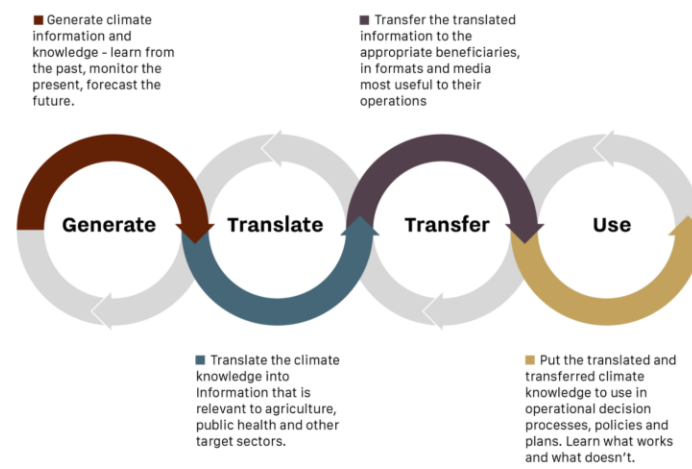 Generate climate
information and
knowledge - learn from
the past, monitor the
present, forecast the
future.
Transfer the translated
information to the
appropriate beneficiaries,
in formats and media
most useful to their
operations
Generate
Translate
Transfer
Use
Translate the climate
knowledge into
Information that is
relevant to agriculture,
public health and other
target sectors.
Put the translated and
transferred climate
knowledge to use in
operational decision
processes, policies and
plans. Learn what works
and what doesn’t.